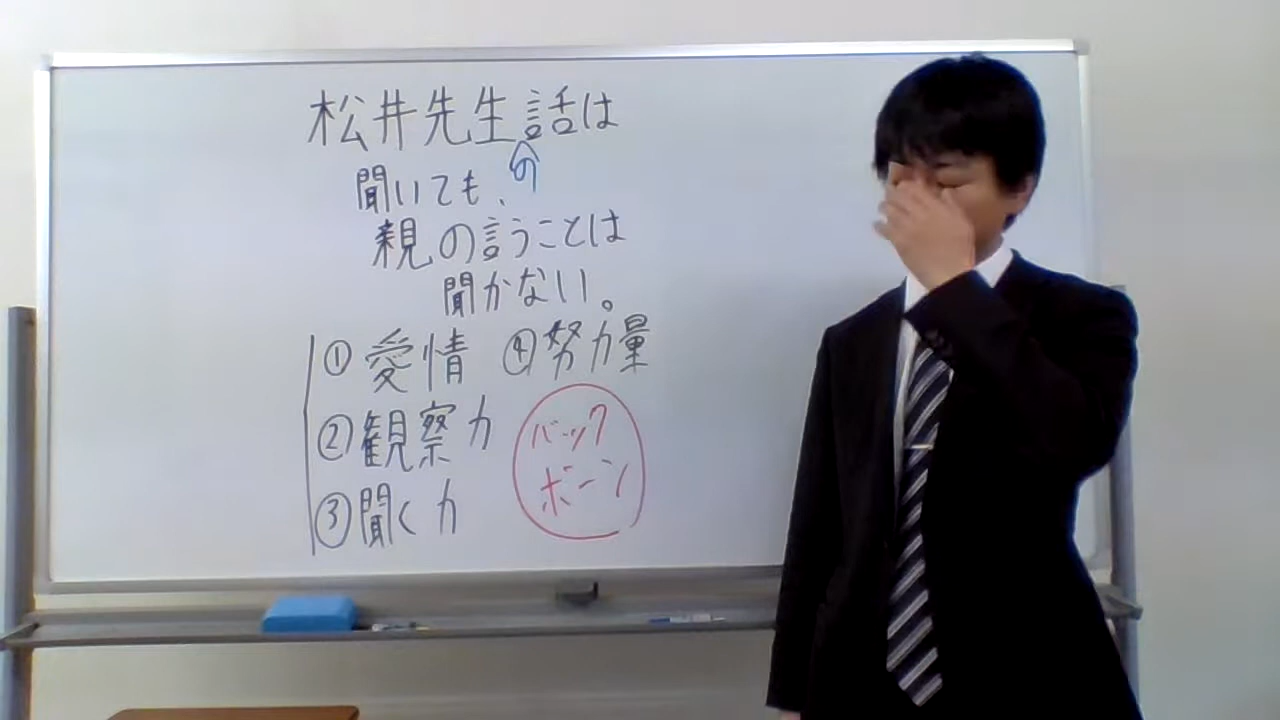 松井先生の話は
聞いても、
親の言うことは
聞かない。
① 愛情 ④ 努力量
② 観察力
③ 聞く力
バック
ボーン